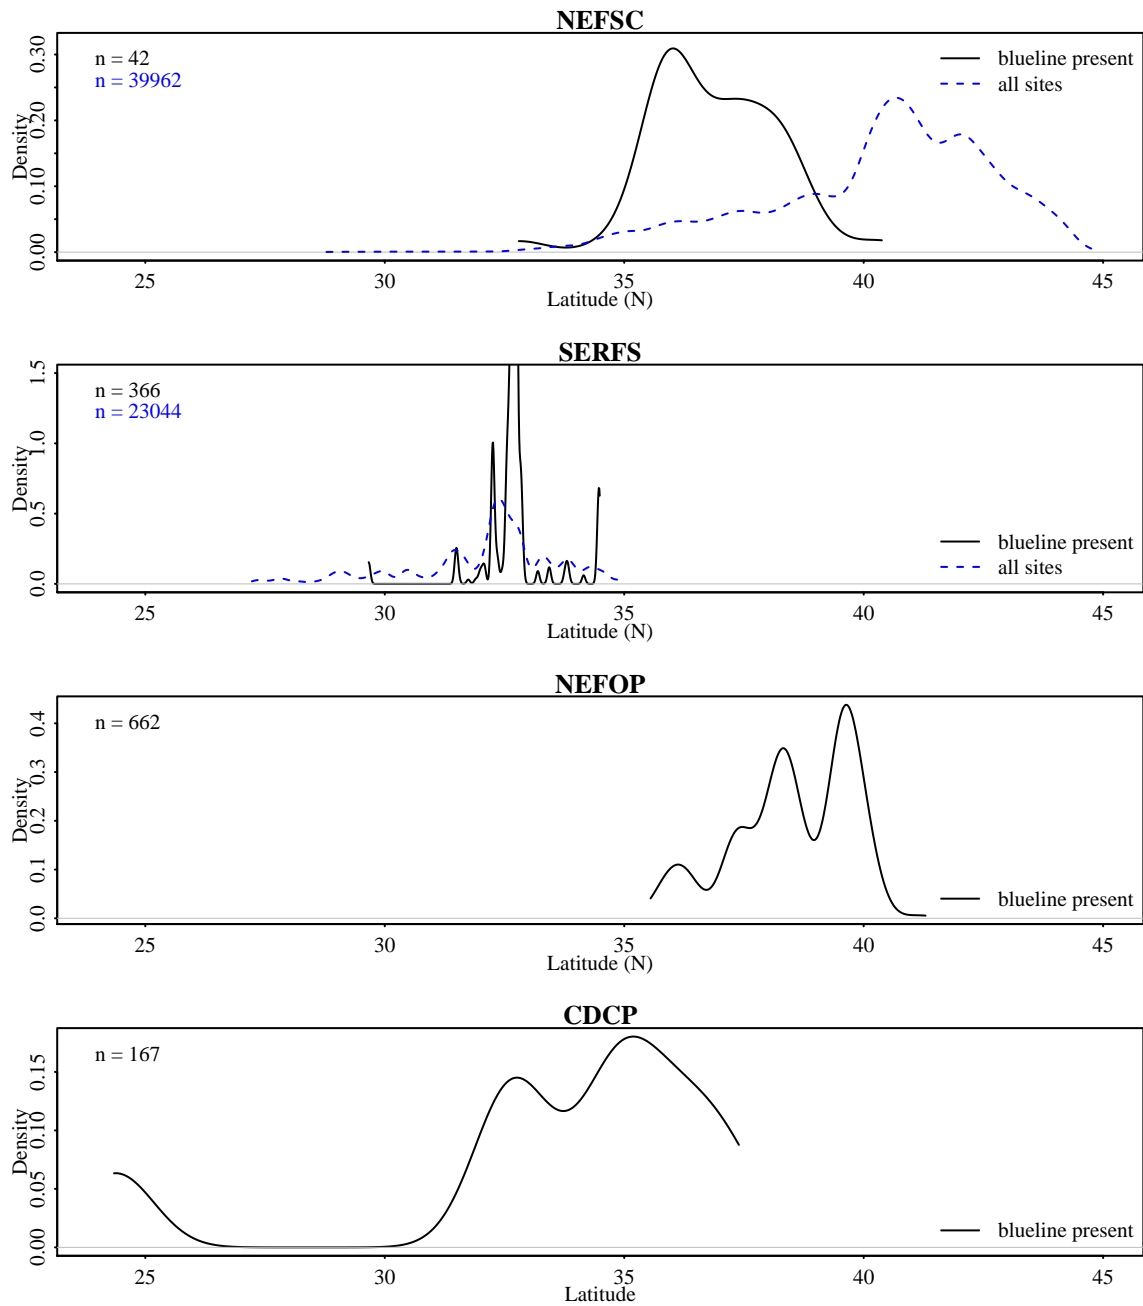 NEFSC
n = 42
n = 39962
blueline present
all sites
Density
0.00 0.10 0.20 0.30
25 30 35 40 45
Latitude (N)
SERFS
n = 366
n = 23044
blueline present
all sites
Density
0.0 0.5 1.0 1.5
25 30 35 40 45
Latitude (N)
NEFOP
n = 662
blueline present
Density
0.0 0.1 0.2 0.3 0.4
25 30 35 40 45
Latitude (N)
CDCP
n = 167
blueline present
Density
0.00 0.05 0.10 0.15
25 30 35 40 45
Latitude